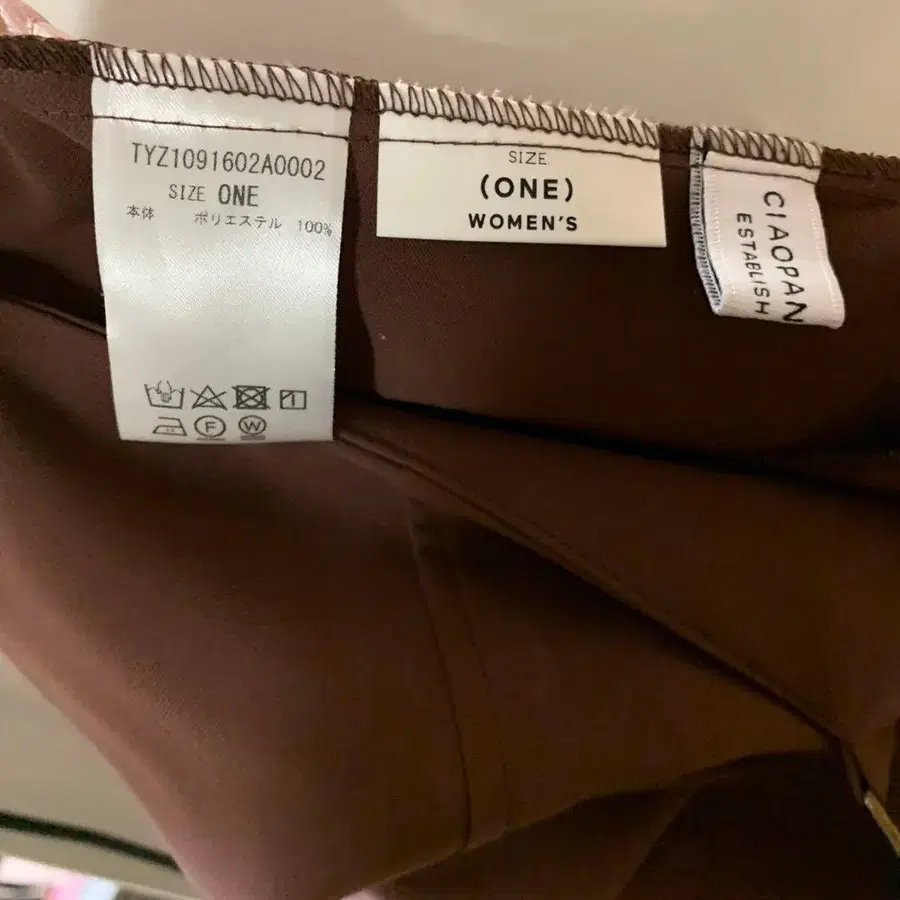 TYZ1091602A0002
SIZE ONE
本体 ポリエステル 100%
F W
SIZE
(ONE)
WOMEN'S
CIAOPAN
ESTABLISH